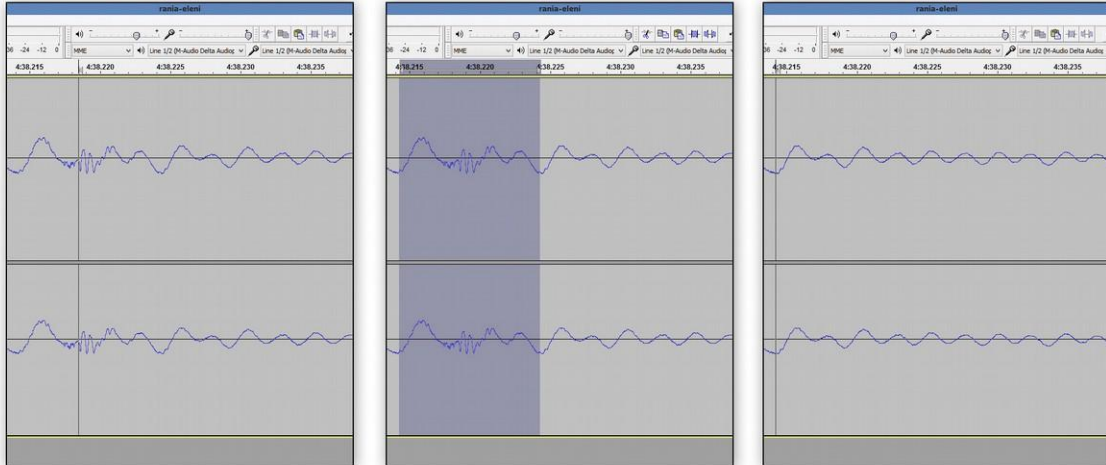 rania-eleni
-24 -12 0
MME Line 1/2 (M-Audio Delta Audio Line 1/2 (M-Audio Delta Audio
4:38.215 4:38.220 4:38.225 4:38.230 4:38.235
rania-eleni
-24 -12 0
MME Line 1/2 (M-Audio Delta Audio Line 1/2 (M-Audio Delta Audio
4:38.215 4:38.220 4:38.225 4:38.230 4:38.235
rania-eleni
-24 -12 0
MME Line 1/2 (M-Audio Delta Audio Line 1/2 (M-Audio Delta Audio
4:38.215 4:38.220 4:38.225 4:38.230 4:38.235